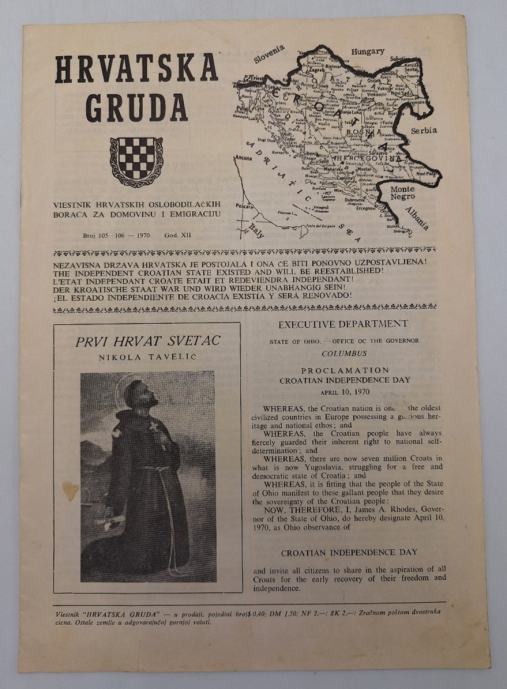 HRVATSKA
GRUDA
VIESTNIK HRVATSKIH OSLOBODILAČKIH
BORACA ZA DOMOVINU I EMIGRACIJU
Broj 105 106 — 1970. God. XII
Slovenia
Hungary
Serbia
Monte
Negro
Albania
Italy
CROATIA
BOSNIA
HERCEGOVINA
ADRIATIC SEA
Ancona
Pescara
NEZAVISNA DRZAVA HRVATSKA JE POSTOJALA I ONA ĆE BITI PONOVNO UZPOSTAVLJENA!
THE INDEPENDENT CROATIAN STATE EXISTED AND WILL BE REESTABLISHED!
L'ETAT INDEPENDANT CROATE ETAIT ET REDEVIENDRA INDEPENDANT!
DER KROATISCHE STAAT WAR UND WIRD WIEDER UNABHANGIG SEIN!
¡EL ESTADO INDEPENDIENTE DE CROACIA EXISTIA Y SERA RENOVADO!
PRVI HRVAT SVETAC
NIKOLA TAVELIC
EXECUTIVE DEPARTMENT
STATE OF OHIO. — OFFICE OC THE GOVERNOR
COLUMBUS
PROCLAMATION
CROATIAN INDEPENDENCE DAY
APRIL 10, 1970
WHEREAS, the Croatian nation is the oldest
civilized countries in Europe possessing a her-
itage and national ethos; and
WHEREAS, the Croatian people have always
fiercely guarded their inherent right to national self-
determination; and
WHEREAS, there are now seven million Croats in
what is now Yugoslavia, struggling for a free and
democratic state of Croatia; and
WHEREAS, it is fitting that the people of the State
of Ohio manifest to these gallant people that they desire
the sovereignty of the Croatian people:
NOW, THEREFORE, I, James A. Rhodes, Gover-
nor of the State of Ohio, do hereby designate April 10,
1970, as Ohio observance of
CROATIAN INDEPENDENCE DAY
and invite all citizens to share in the aspiration of all
Croats for the early recovery of their freedom and
independence.
Viestnik "HRVATSKA GRUDA" — u prodaji, pojedini broj $ 0,40; DM 1.50; NF 2.—; ŠK 2.—: Zračnom poštom dvostruka
ciena. Ostale zemlje u odgovarajućoj gornjoj valuti.